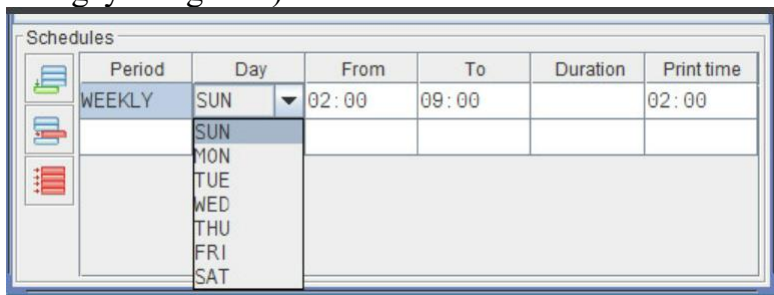 Schedules
Period Day From To Duration Print time
WEEKLY SUN 02:00 09:00 02:00
SUN
MON
TUE
WED
THU
FRI
SAT